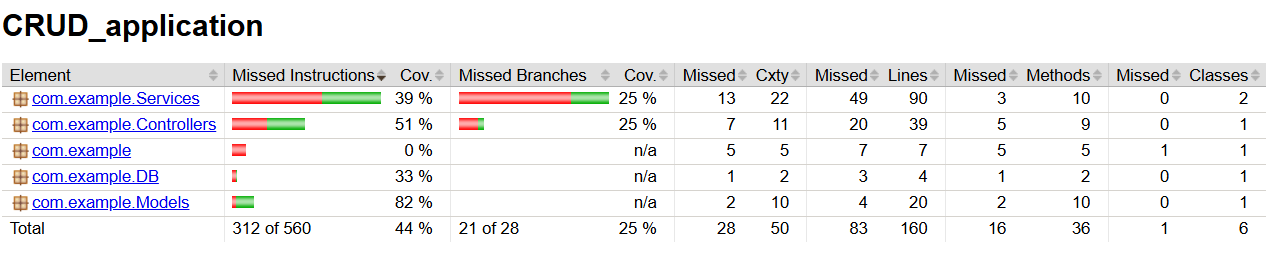 CRUD_application
Element Missed Instructions Cov. Missed Branches Cov. Missed Cxty Missed Lines Missed Methods Missed Classes
com.example.Services 39 % 25 % 13 22 49 90 3 10 0 2
com.example.Controllers 51 % 25 % 7 11 20 39 5 9 0 1
com.example 0 % n/a 5 5 7 7 5 5 1 1
com.example.DB 33 % n/a 1 2 3 4 1 2 0 1
com.example.Models 82 % n/a 2 10 4 20 2 10 0 1
Total 312 of 560 44 % 21 of 28 25 % 28 50 83 160 16 36 1 6